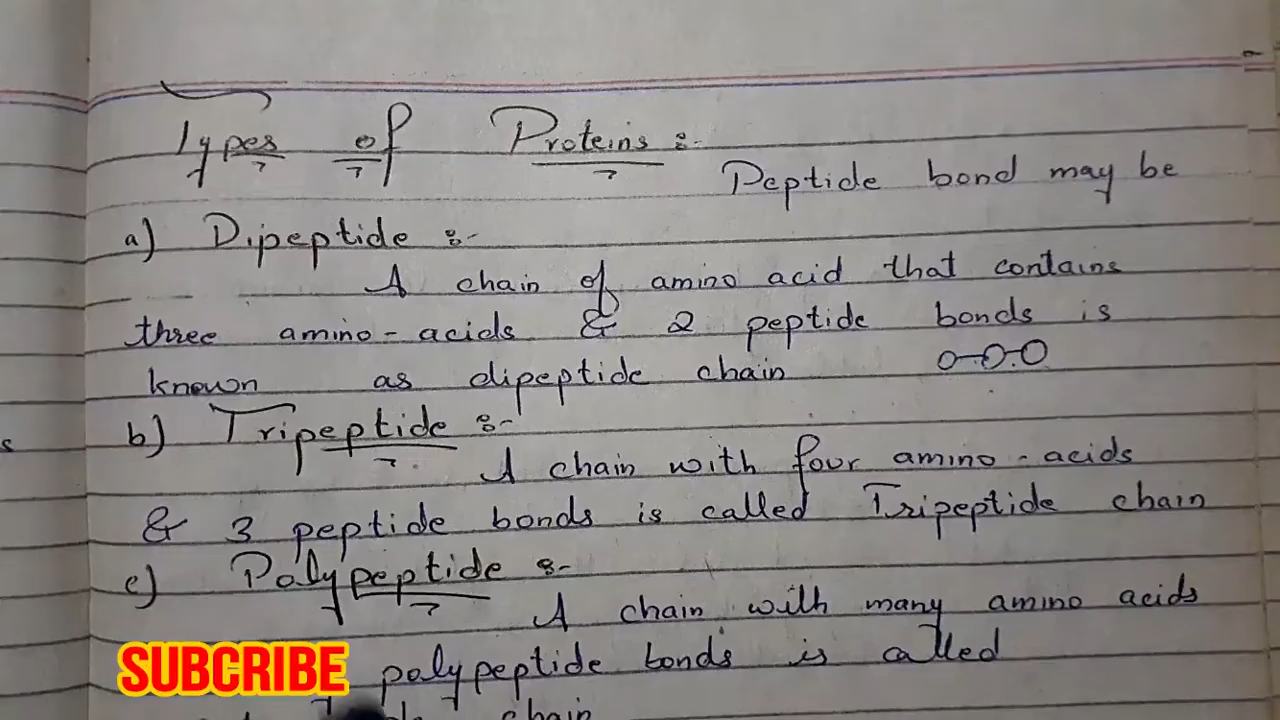 Types of Proteins :-
Peptide bond may be
a) Dipeptide :-
A chain of amino acid that contains
three amino-acids & 2 peptide bonds is
known as dipeptide chain
b) Tripeptide :-
A chain with four amino-acids
& 3 peptide bonds is called Tripeptide chain
c) Polypeptide :-
A chain with many amino acids
polypeptide bonds is called
chain
SUBCRIBE
s